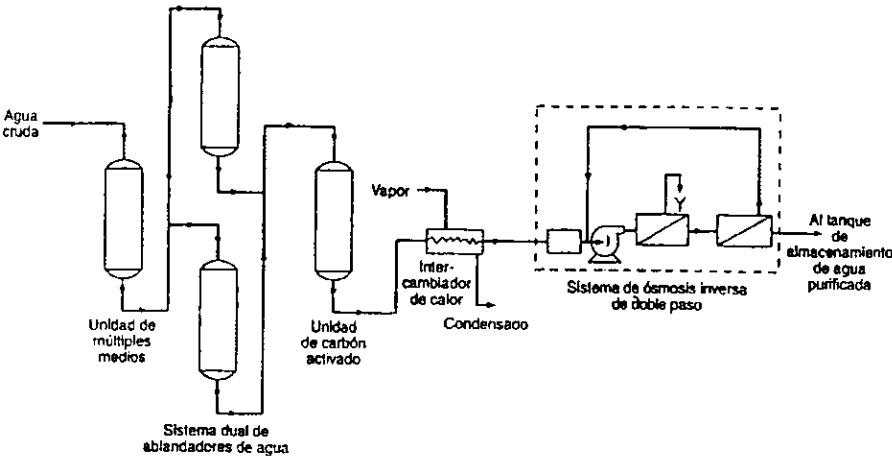 Agua
cruda
Unidad de
múltiples
medios
Sistema dual de
ablandadores de agua
Unidad
de carbón
activado
Vapor
Inter-
cambiador
de calor
Condensado
Sistema de ósmosis inversa
de doble paso
Al tanque
de
almacenamiento
de agua
purificada